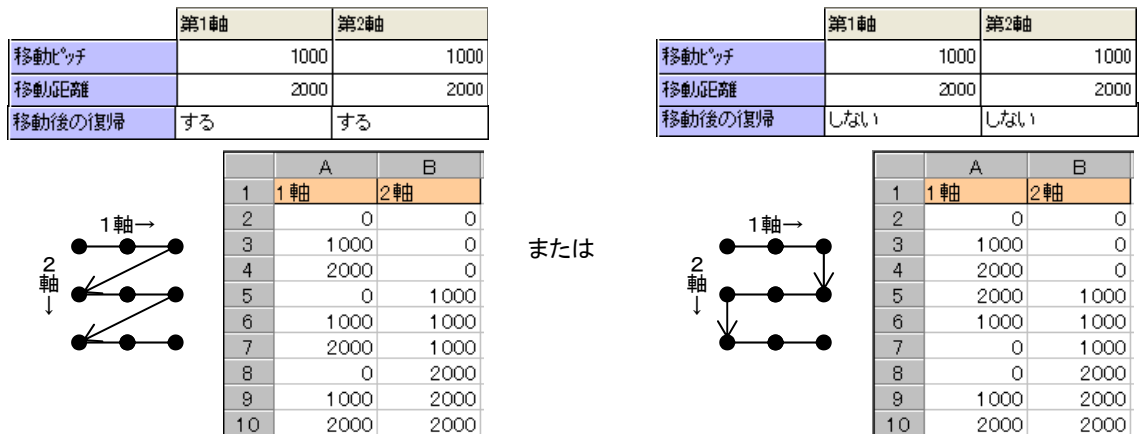 第1軸 第2軸
移動ピッチ 1000 1000
移動距離 2000 2000
移動後の復帰 する する
A B
1 1軸 2軸
2 0 0
3 1000 0
4 2000 0
5 0 1000
6 1000 1000
7 2000 1000
8 0 2000
9 1000 2000
10 2000 2000
1軸→
2軸↓
または
第1軸 第2軸
移動ピッチ 1000 1000
移動距離 2000 2000
移動後の復帰 しない しない
A B
1 1軸 2軸
2 0 0
3 1000 0
4 2000 0
5 2000 1000
6 1000 1000
7 0 1000
8 0 2000
9 1000 2000
10 2000 2000
1軸→
2軸↓